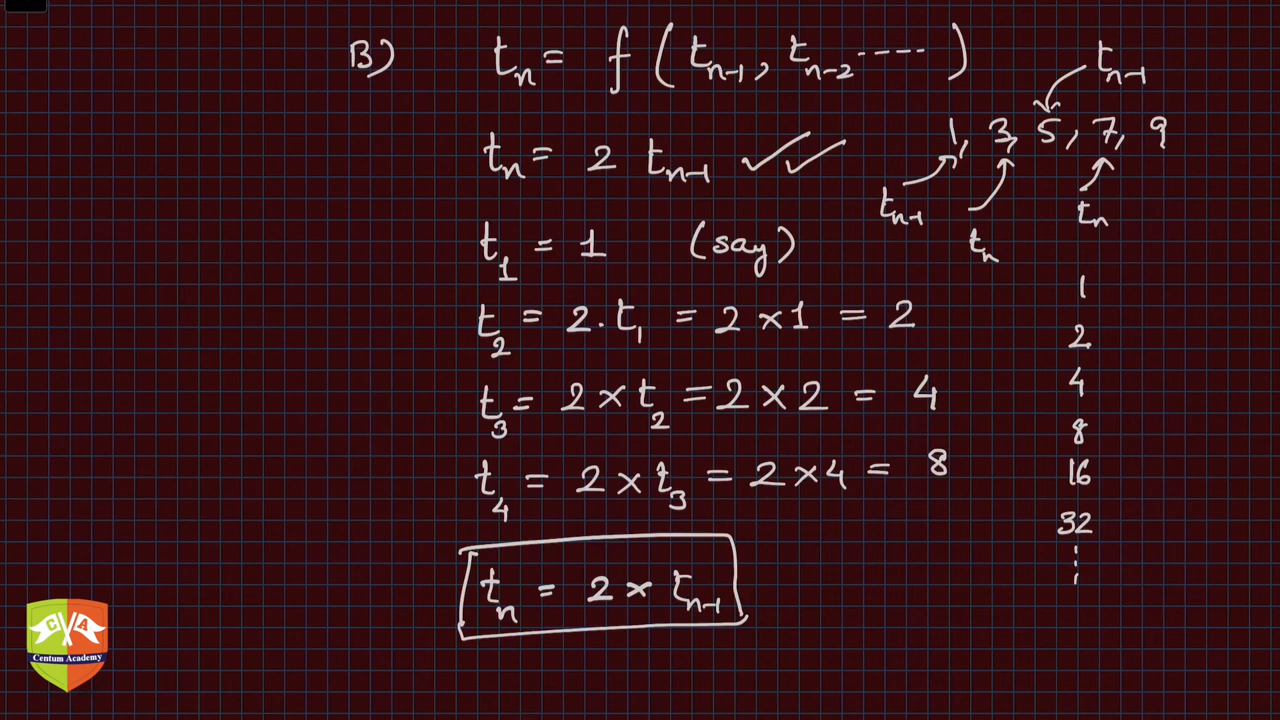 B) tₙ = f ( tₙ₋₁, tₙ₋₂ ----- )
tₙ₋₁
1, 3, 5, 7, 9
tₙ = 2 tₙ₋₁ ✓✓
tₙ₋₁ tₙ tₙ
t₁ = 1 (say)
t₂ = 2 . t₁ = 2 × 1 = 2
t₃ = 2 × t₂ = 2 × 2 = 4
t₄ = 2 × t₃ = 2 × 4 = 8
tₙ = 2 × tₙ₋₁
1
2
4
8
16
32
⋮
C A
Centum Academy